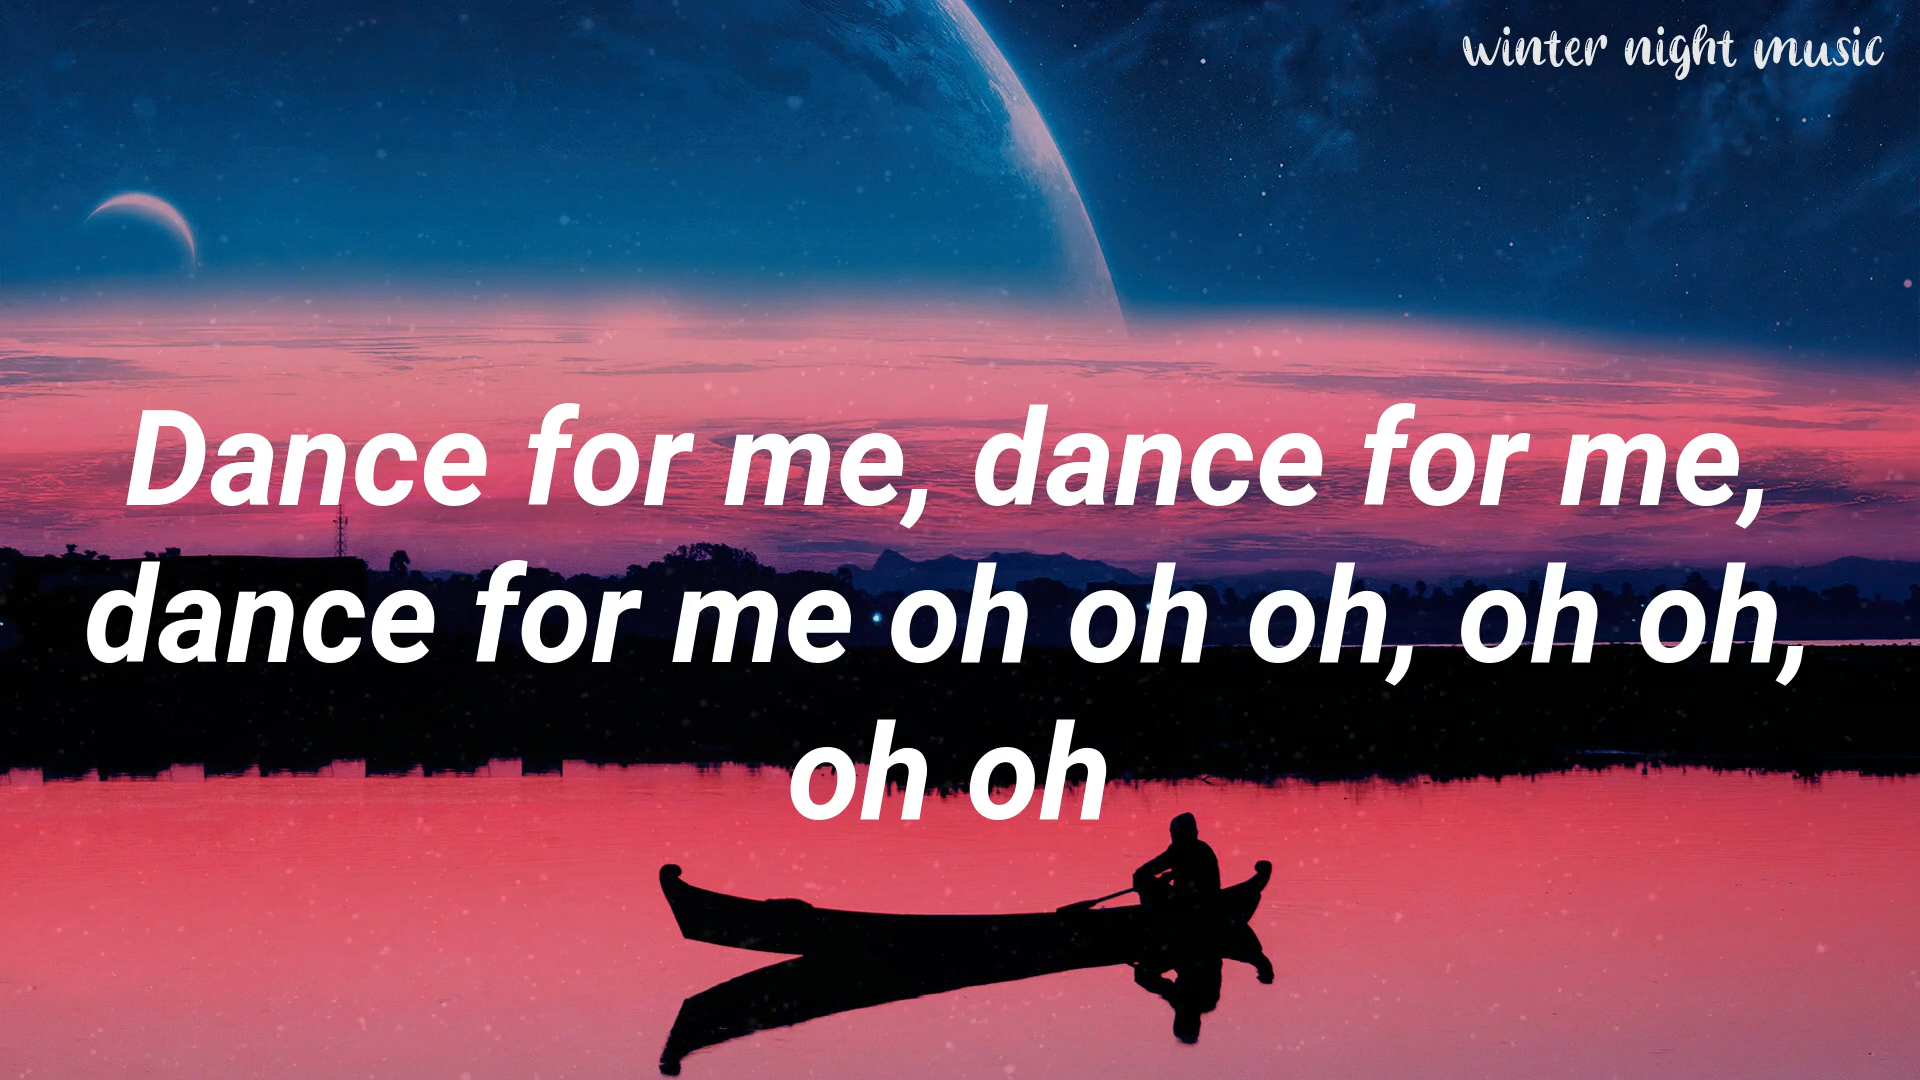 winter night music
Dance for me, dance for me,
dance for me oh oh oh, oh oh,
oh oh